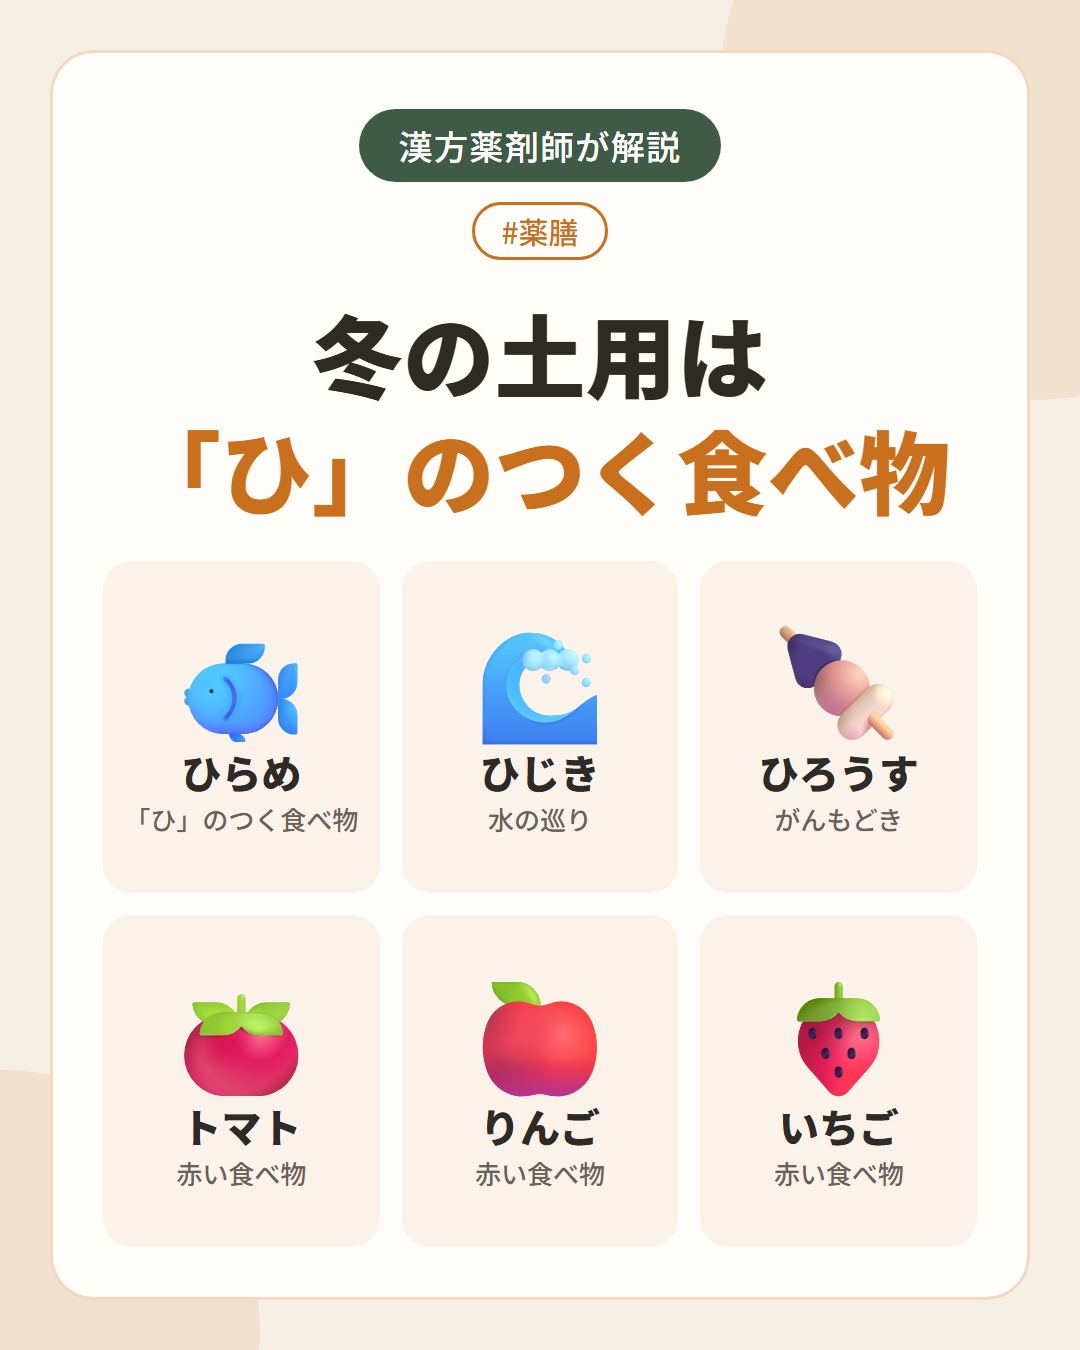 漢方薬剤師が解説
#薬膳
冬の土用は
「ひ」のつく食べ物
ひらめ
「ひ」のつく食べ物
ひじき
水の巡り
ひろうす
がんもどき
トマト
赤い食べ物
りんご
赤い食べ物
いちご
赤い食べ物